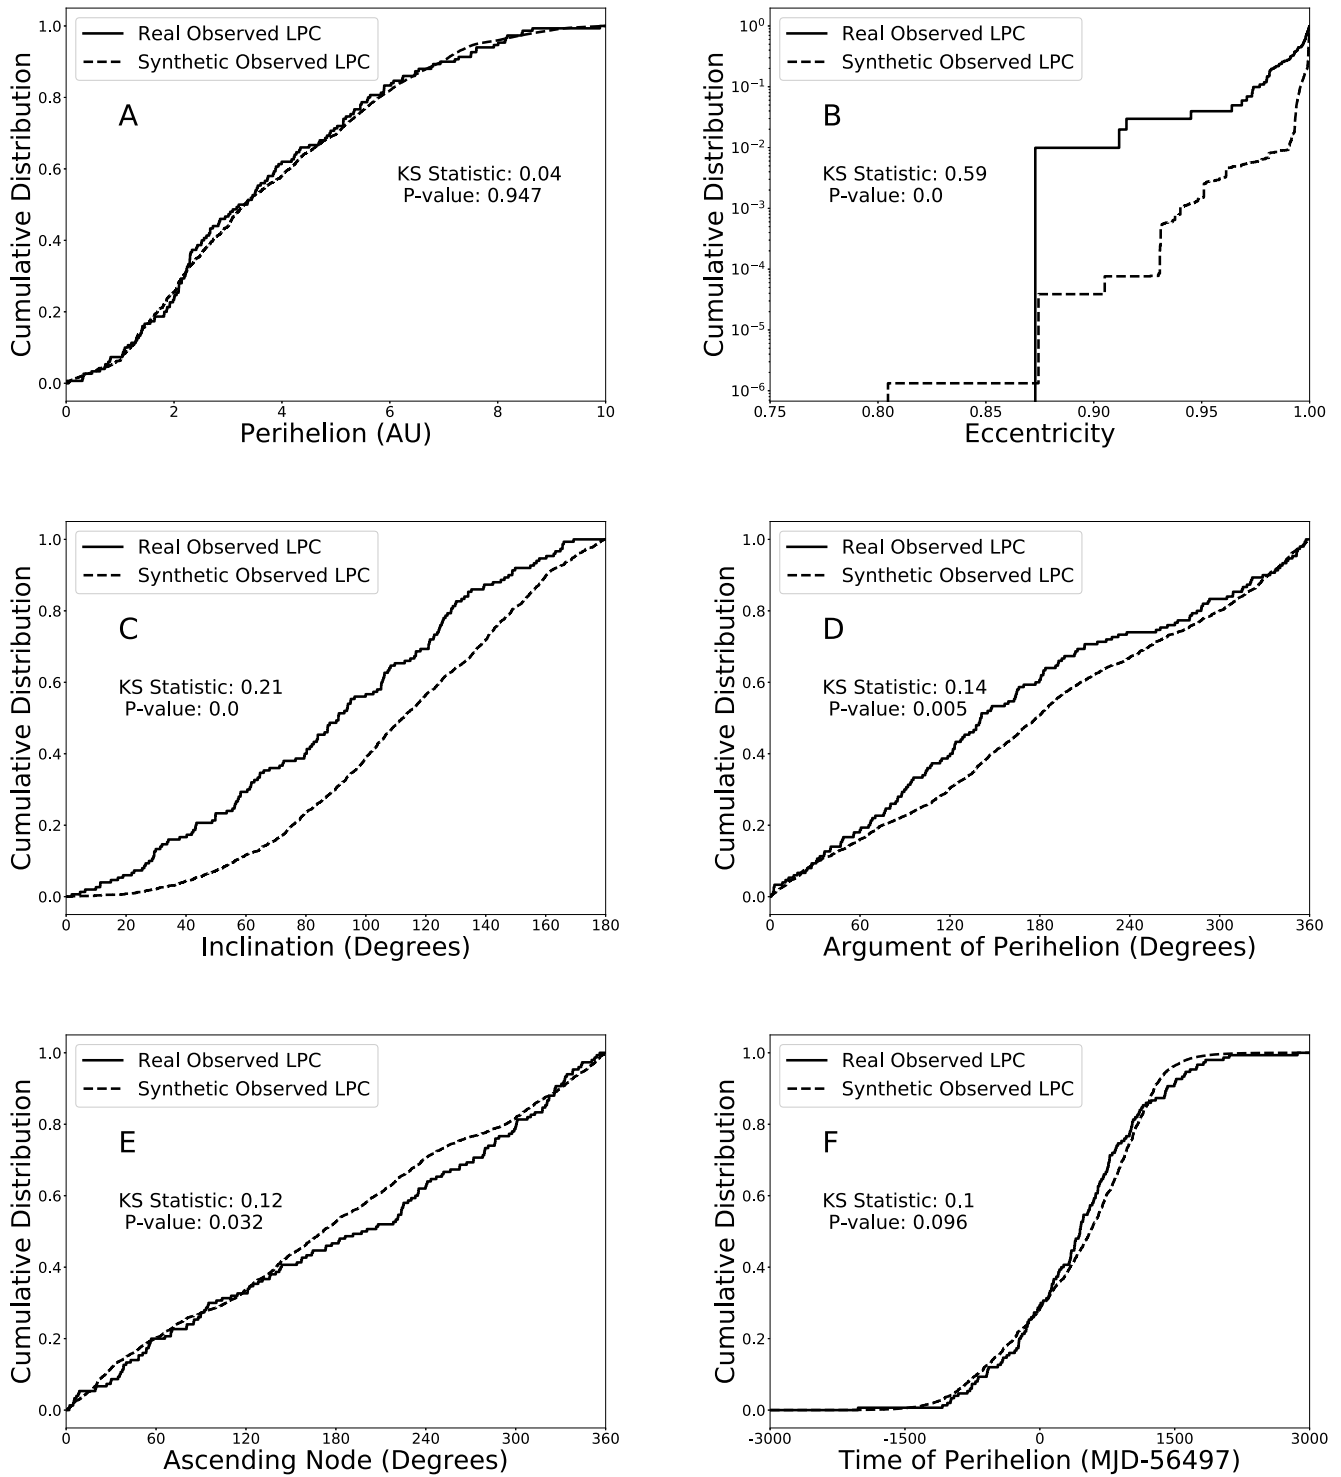 Real Observed LPC
Synthetic Observed LPC
A
KS Statistic: 0.04
P-value: 0.947
Cumulative Distribution
1.0
0.8
0.6
0.4
0.2
0.0
0 2 4 6 8 10
Perihelion (AU)
Real Observed LPC
Synthetic Observed LPC
B
KS Statistic: 0.59
P-value: 0.0
Cumulative Distribution
10⁰
10⁻¹
10⁻²
10⁻³
10⁻⁴
10⁻⁵
10⁻⁶
0.75 0.80 0.85 0.90 0.95 1.00
Eccentricity
Real Observed LPC
Synthetic Observed LPC
C
KS Statistic: 0.21
P-value: 0.0
Cumulative Distribution
1.0
0.8
0.6
0.4
0.2
0.0
0 20 40 60 80 100 120 140 160 180
Inclination (Degrees)
Real Observed LPC
Synthetic Observed LPC
D
KS Statistic: 0.14
P-value: 0.005
Cumulative Distribution
1.0
0.8
0.6
0.4
0.2
0.0
0 60 120 180 240 300 360
Argument of Perihelion (Degrees)
Real Observed LPC
Synthetic Observed LPC
E
KS Statistic: 0.12
P-value: 0.032
Cumulative Distribution
1.0
0.8
0.6
0.4
0.2
0.0
0 60 120 180 240 300 360
Ascending Node (Degrees)
Real Observed LPC
Synthetic Observed LPC
F
KS Statistic: 0.1
P-value: 0.096
Cumulative Distribution
1.0
0.8
0.6
0.4
0.2
0.0
-3000 -1500 0 1500 3000
Time of Perihelion (MJD-56497)